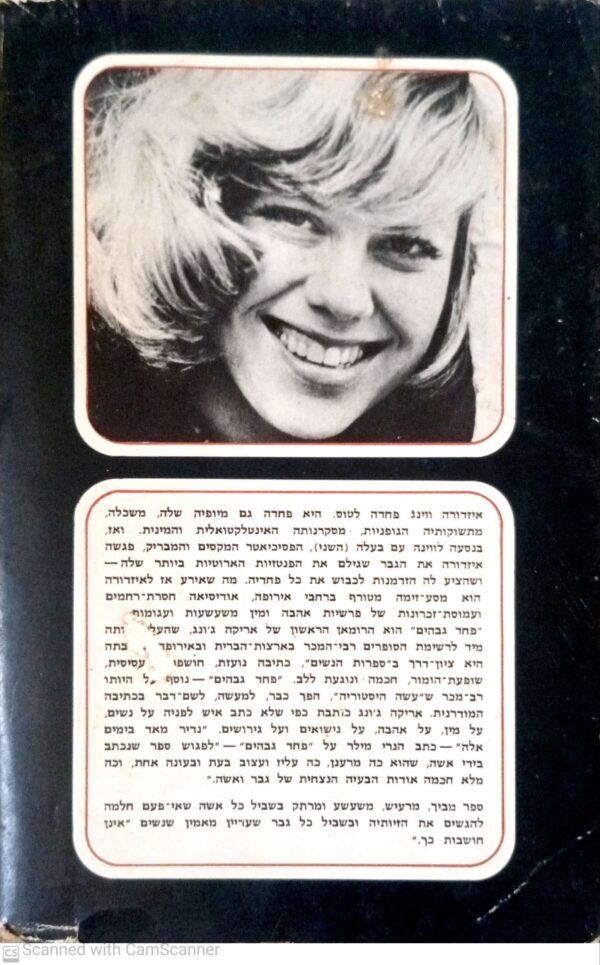 איזדורה ווינג פחדה לטוס. היא פחדה גם מיופיה שלה, משכלה,
מתשוקותיה הגופניות, מסקרנותה האינטלקטואלית והמינית. ואז,
בנסעה לווינה עם בעלה (השני), הפסיכיאטר המקסים והמבריק, פגשה
איזדורה את הגבר שגילם את הפנטזיות הארוטיות ביותר שלה —
ושהציע לה הזדמנות לכבוש את כל פחדיה. מה שאירע אז לאיזדורה
הוא מסע־זימה מטורף ברחבי אירופה, אודיסיאה חסרת־רחמים
ועמוסת־זכרונות של פרשיות אהבה ומין משעשעות ועגומות
"פחד גבהים" הוא הרומאן הראשון של אריקה ג'ונג, שהעל ותה
מיד לרשימת הסופרים רבי־המכר בארצות־הברית ובאירופה בתה
היא ציון־דרך ב"ספרות הנשים", כתיבה נועזת, חושפ עסיסית,
שופעת־הומור, חכמה ונוגעת ללב. "פחד גבהים" — נוסף היותו
רב־מכר ש"עשה היסטוריה", הפך כבר, למעשה, לשם־דבר בכתיבה
המודרנית. אריקה ג'ונג כותבת כפי שלא כתב איש לפניה על נשים,
על מין, על אהבה, על נישואים ועל גירושים. "נדיר מאד בימים
אלה" — כתב הנרי מילר על "פחד גבהים" — "לפגוש ספר שנכתב
בידי אשה, שהוא כה מרענן, כה עליז ועצוב בעת ובעונה אחת, וכה
מלא חכמה אודות הבעיה הנצחית של גבר ואשה."
ספר מביך, מרעיש, משעשע ומרתק בשביל כל אשה שאי־פעם חלמה
להגשים את הזיותיה ובשביל כל גבר שעדיין מאמין שנשים "אינן
חושבות כך."
CS Scanned with CamScanner